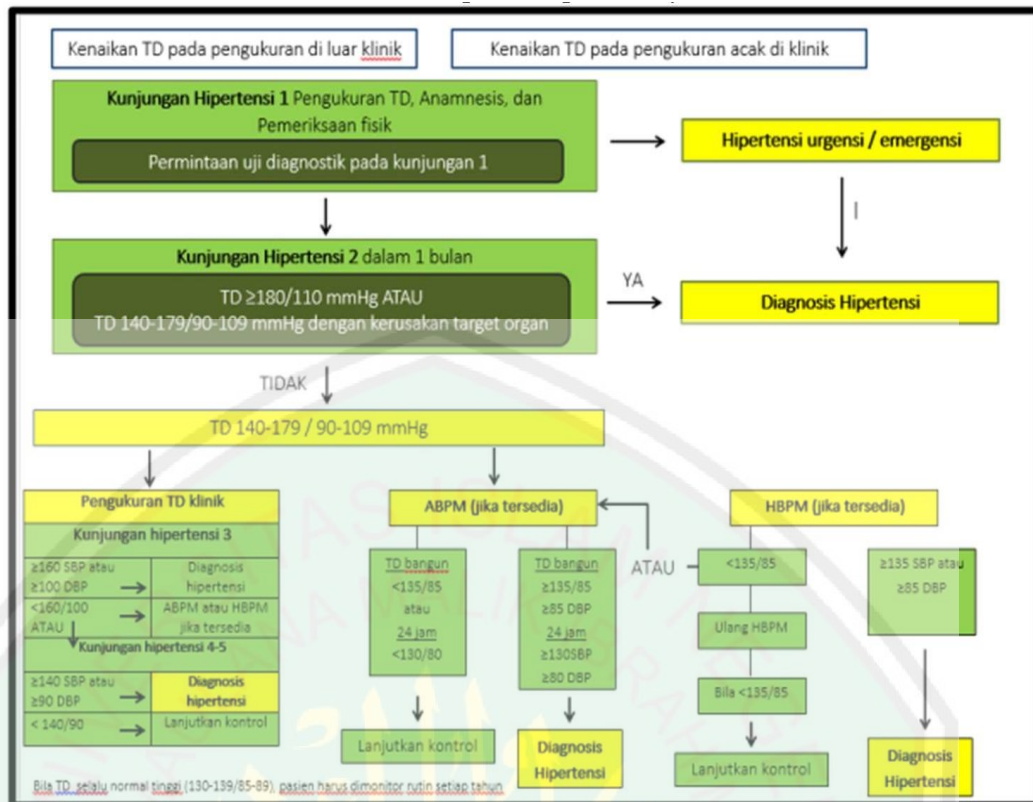 Kenaikan TD pada pengukuran di luar klinik
Kenaikan TD pada pengukuran acak di klinik
Kunjungan Hipertensi 1 Pengukuran TD, Anamnesis, dan
Pemeriksaan fisik
Permintaan uji diagnostik pada kunjungan 1
Hipertensi urgensi / emergensi
I
Kunjungan Hipertensi 2 dalam 1 bulan
TD ≥180/110 mmHg ATAU
TD 140-179/90-109 mmHg dengan kerusakan target organ
YA
Diagnosis Hipertensi
TIDAK
TD 140-179 / 90-109 mmHg
Pengukuran TD klinik
Kunjungan hipertensi 3
≥160 SBP atau
≥100 DBP
Diagnosis
hipertensi
<160/100
ATAU
ABPM atau HBPM
jika tersedia
Kunjungan hipertensi 4-5
≥140 SBP atau
≥90 DBP
Diagnosis
hipertensi
< 140/90
Lanjutkan kontrol
ABPM (jika tersedia)
TD bangun
<135/85
atau
24 jam
<130/80
Lanjutkan kontrol
TD bangun
≥135/85
≥85 DBP
24 jam
≥130SBP
≥80 DBP
Diagnosis
Hipertensi
ATAU
HBPM (jika tersedia)
<135/85
Ulang HBPM
Bila <135/85
Lanjutkan kontrol
≥135 SBP atau
≥85 DBP
Diagnosis
Hipertensi
Bila TD selalu normal tinggi (130-139/85-89), pasien harus dimonitor rutin setiap tahun